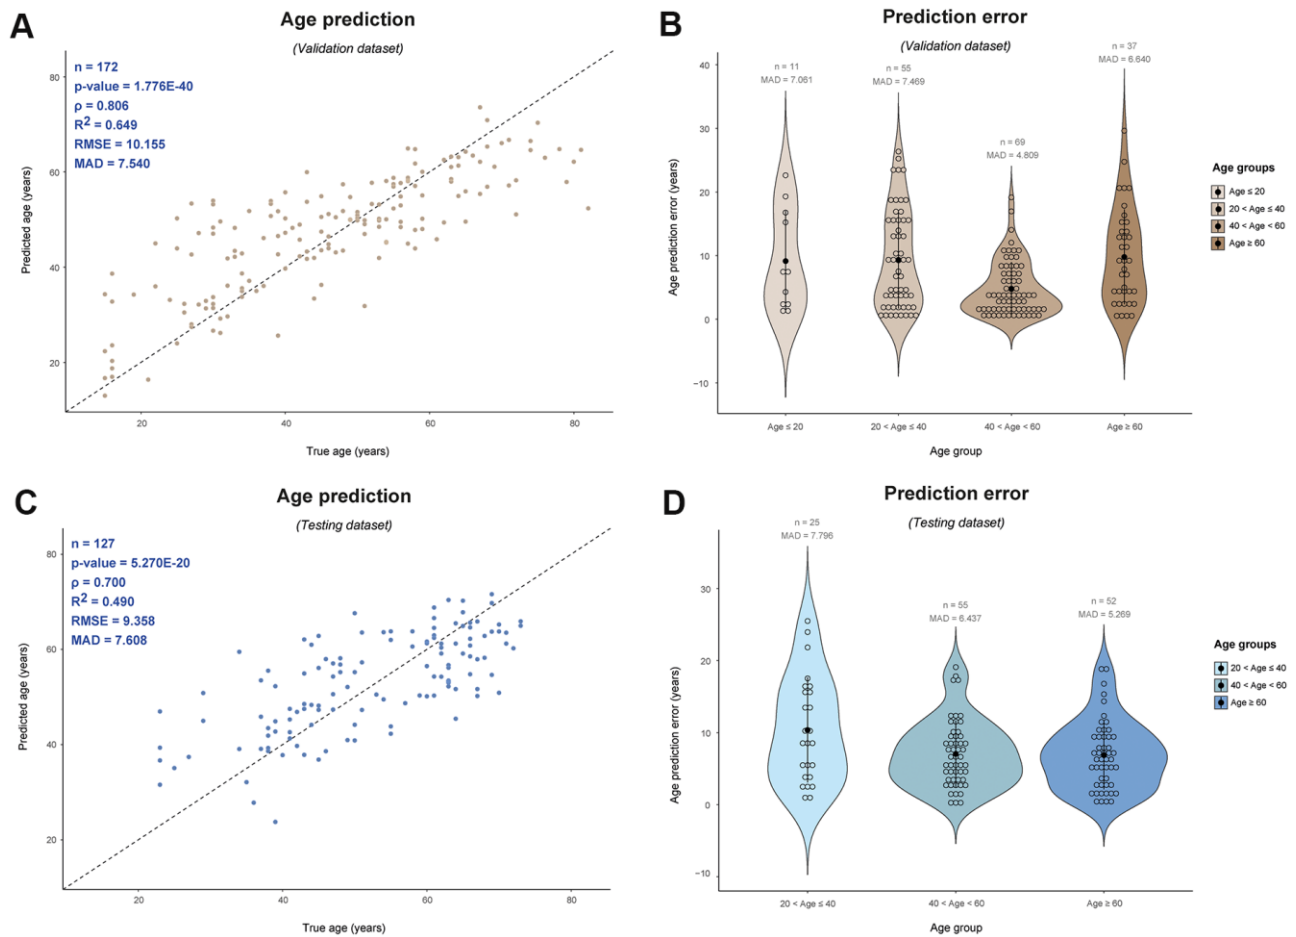 A
Age prediction
(Validation dataset)
n = 172
p-value = 1.776E-40
ρ = 0.806
R2 = 0.649
RMSE = 10.155
MAD = 7.540
Predicted age (years)
80
60
40
20
20
40
60
80
True age (years)
B
Prediction error
(Validation dataset)
n = 11
MAD = 7.061
n = 55
MAD = 7.469
n = 69
MAD = 4.809
n = 37
MAD = 6.640
Age prediction error (years)
40
30
20
10
0
−10
Age ≤ 20
20 < Age ≤ 40
40 < Age < 60
Age ≥ 60
Age group
Age groups
Age ≤ 20
20 < Age ≤ 40
40 < Age < 60
Age ≥ 60
C
Age prediction
(Testing dataset)
n = 127
p-value = 5.270E-20
ρ = 0.700
R2 = 0.490
RMSE = 9.358
MAD = 7.608
Predicted age (years)
80
60
40
20
20
40
60
80
True age (years)
D
Prediction error
(Testing dataset)
n = 25
MAD = 7.796
n = 55
MAD = 6.437
n = 52
MAD = 5.269
Age prediction error (years)
30
20
10
0
−10
20 < Age ≤ 40
40 < Age < 60
Age ≥ 60
Age group
Age groups
20 < Age ≤ 40
40 < Age < 60
Age ≥ 60